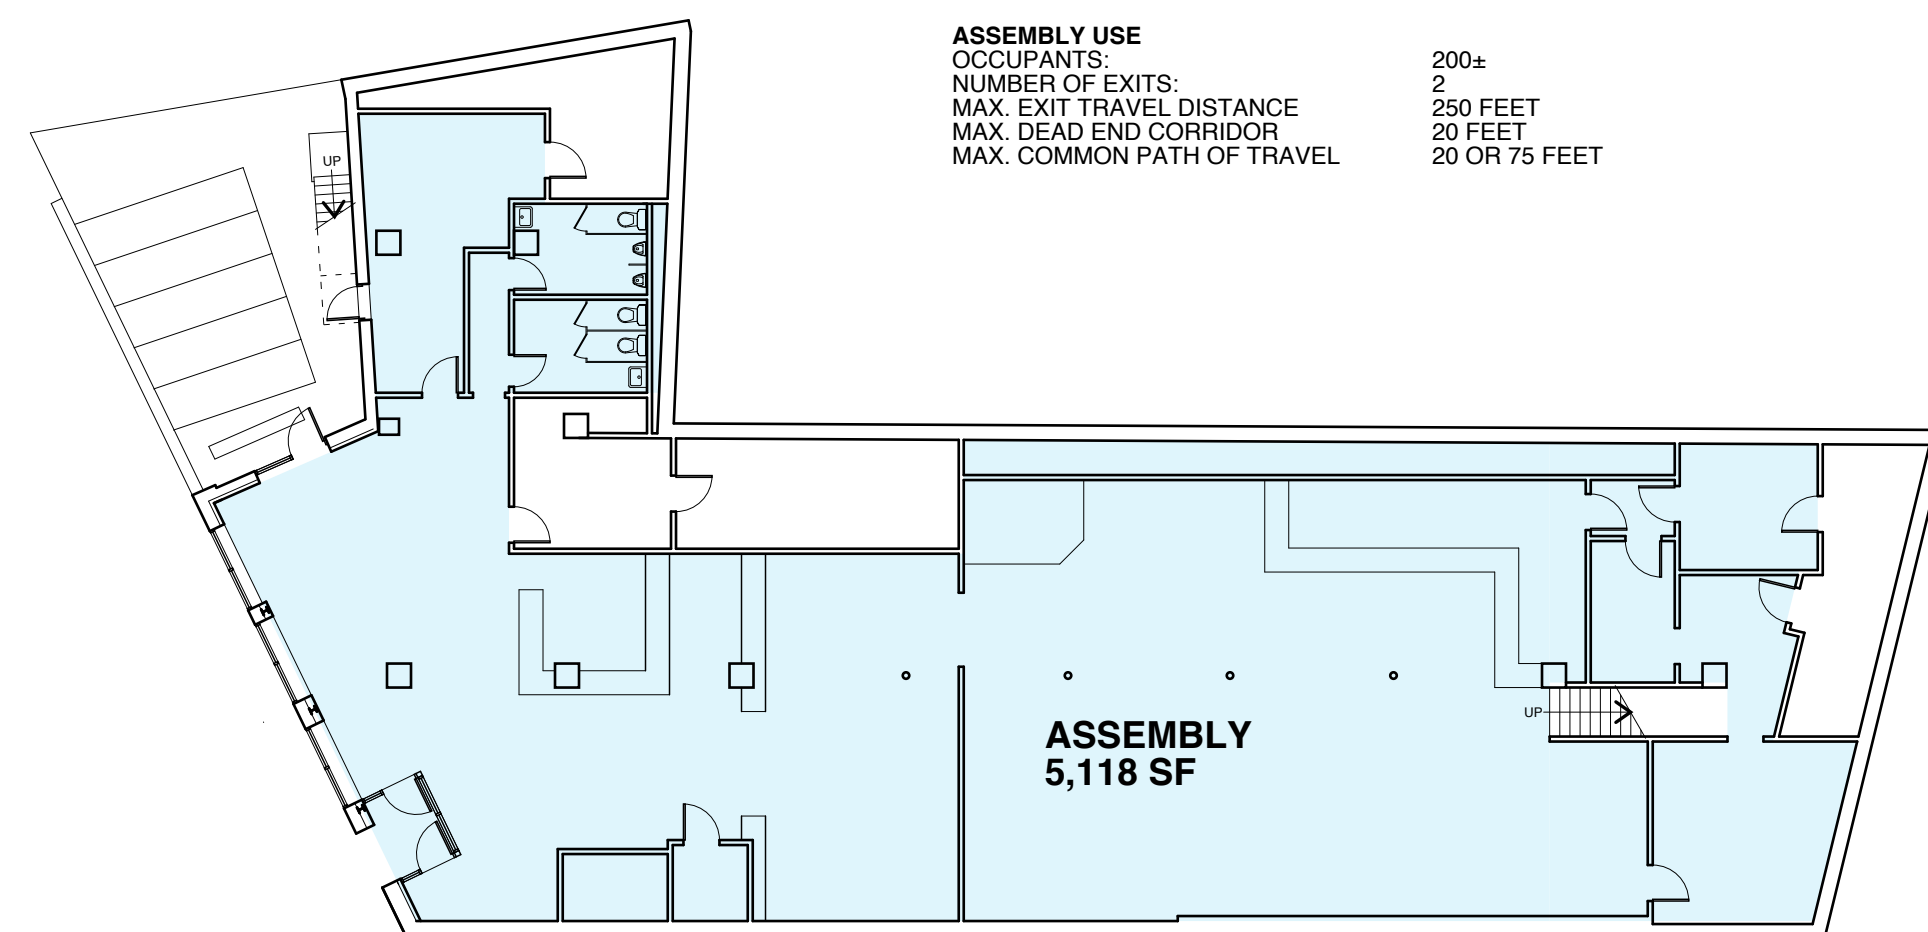 ASSEMBLY USE
OCCUPANTS: 200±
NUMBER OF EXITS: 2
MAX. EXIT TRAVEL DISTANCE 250 FEET
MAX. DEAD END CORRIDOR 20 FEET
MAX. COMMON PATH OF TRAVEL 20 OR 75 FEET
UP
UP
ASSEMBLY
5,118 SF